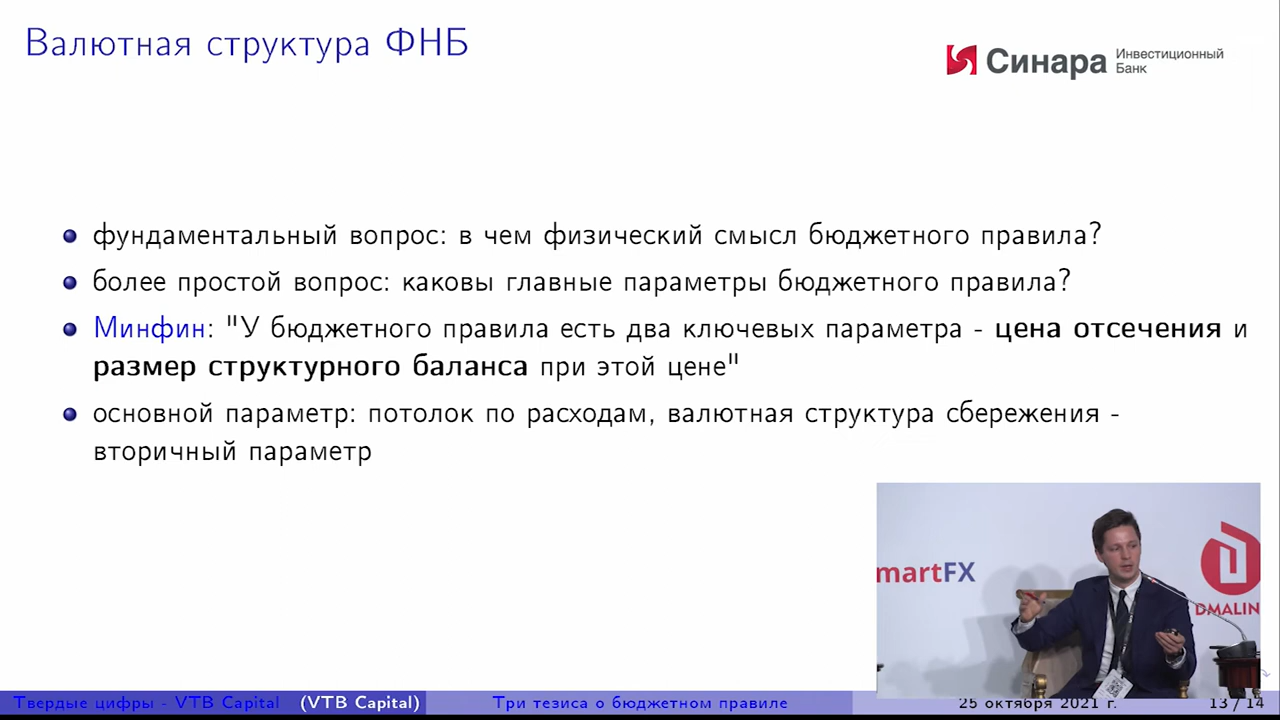 Валютная структура ФНБ
Синара Инвестиционный
Банк
фундаментальный вопрос: в чем физический смысл бюджетного правила?
более простой вопрос: каковы главные параметры бюджетного правила?
Минфин: "У бюджетного правила есть два ключевых параметра - цена отсечения и
размер структурного баланса при этой цене"
основной параметр: потолок по расходам, валютная структура сбережения -
вторичный параметр
martFX
DMALIN
Твердые цифры - VTB Capital (VTB Capital)
Три тезиса о бюджетном правиле
25 октября 2021 г.
13 / 14